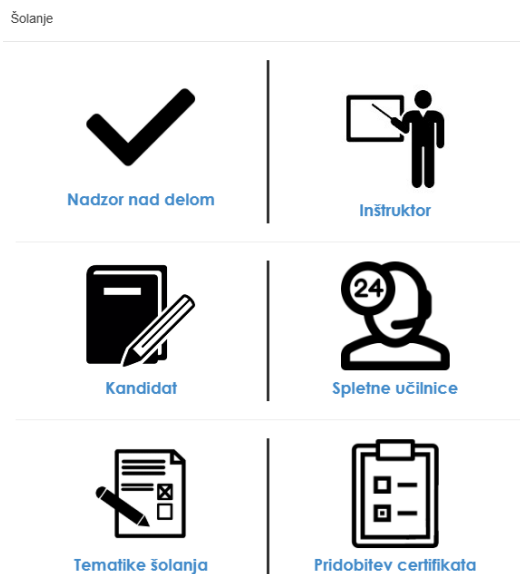 Šolanje
Nadzor nad delom
Inštruktor
Kandidat
24
Spletne učilnice
Tematike šolanja
Pridobitev certifikata